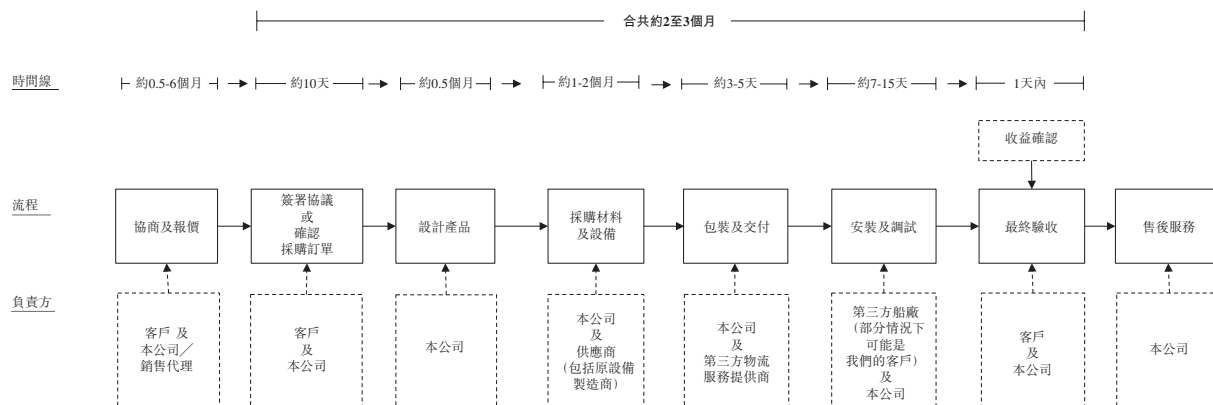 合共約2至3個月
時間線
約0.5-6個月
約10天
約0.5個月
約1-2個月
約3-5天
約7-15天
1天內
收益確認
流程
協商及報價
簽署協議
或
確認
採購訂單
設計產品
採購材料
及設備
包裝及交付
安裝及調試
最終驗收
售後服務
負責方
客戶 及
本公司／
銷售代理
客戶
及
本公司
本公司
本公司
及
供應商
(包括原設備
製造商)
本公司
及
第三方物流
服務提供商
第三方船廠
(部分情況下
可能是
我們的客戶)
及
本公司
客戶
及
本公司
本公司